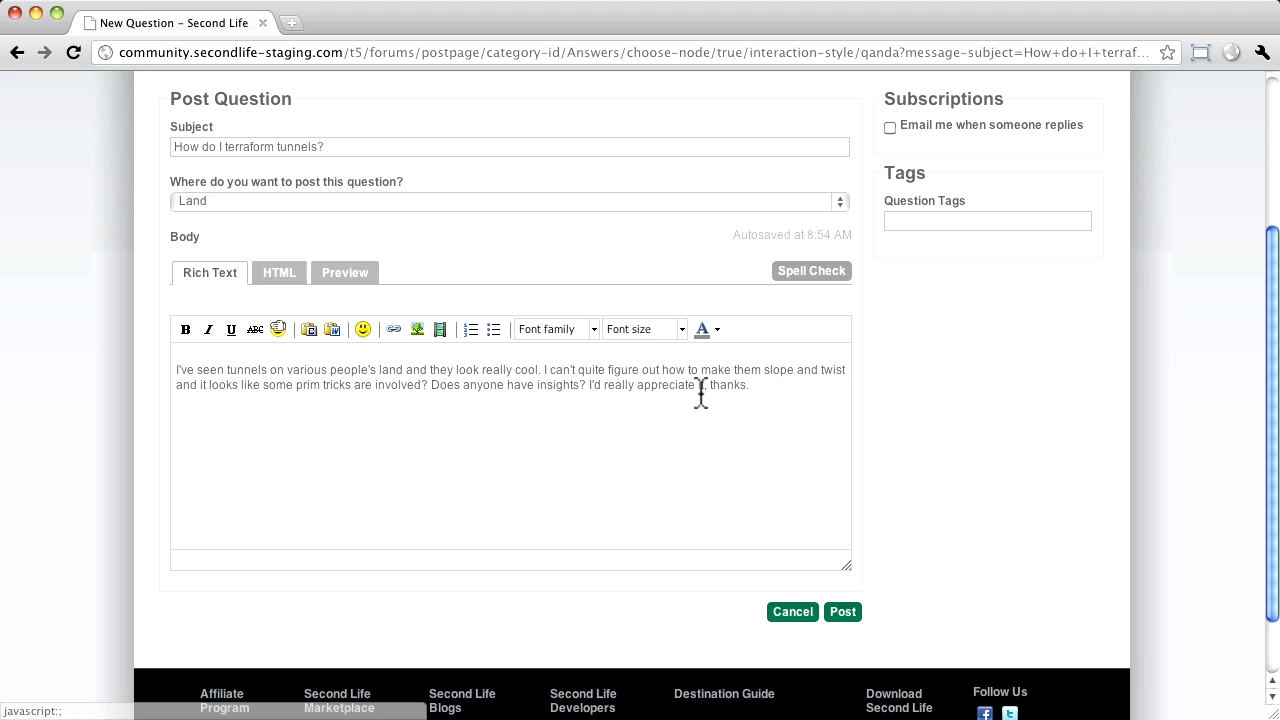 New Question – Second Life
community.secondlife-staging.com/t5/forums/postpage/category-id/Answers/choose-node/true/interaction-style/qanda?message-subject=How+do+I+terraf...
Post Question
Subject
How do I terraform tunnels?
Where do you want to post this question?
Land
Body
Autosaved at 8:54 AM
Rich Text
HTML
Preview
Spell Check
B I U ABC
Font family
Font size
A
I've seen tunnels on various people's land and they look really cool. I can't quite figure out how to make them slope and twist
and it looks like some prim tricks are involved? Does anyone have insights? I'd really appreciate thanks.
Cancel
Post
Subscriptions
Email me when someone replies
Tags
Question Tags
Affiliate
Program
Second Life
Marketplace
Second Life
Blogs
Second Life
Developers
Destination Guide
Download
Second Life
Follow Us
javascript:;